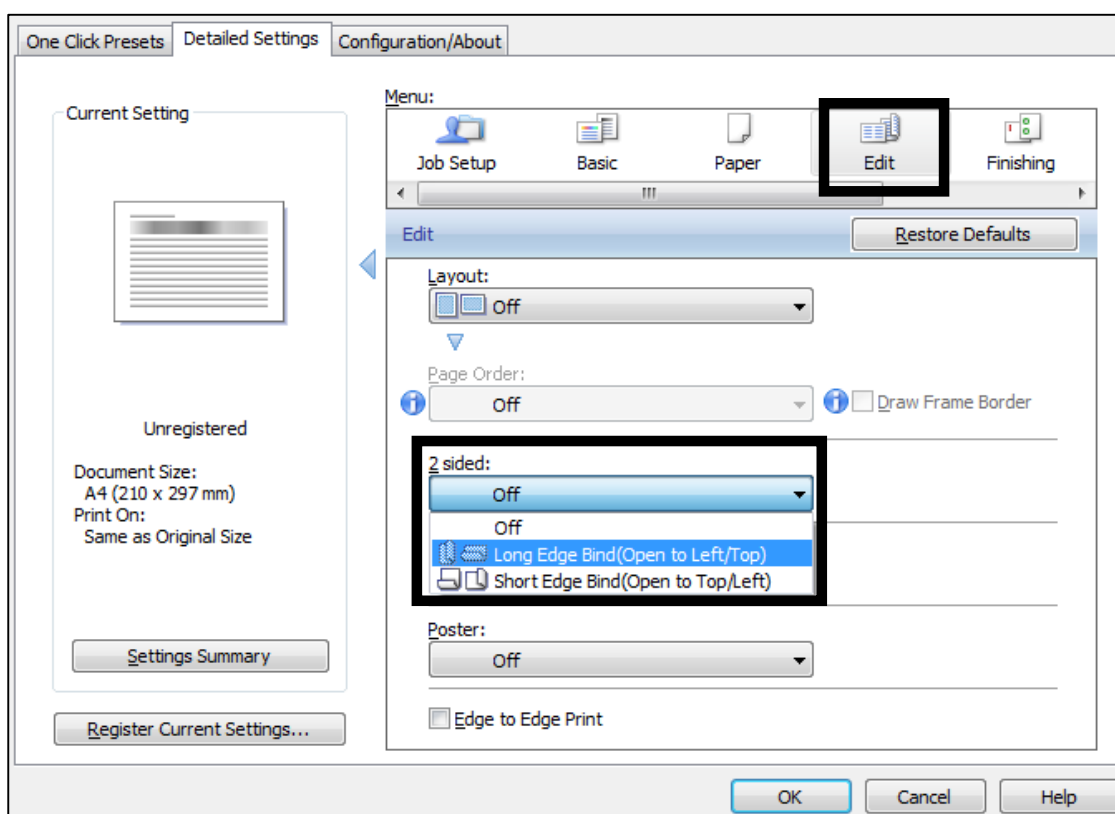 One Click Presets Detailed Settings Configuration/About
Current Setting
Unregistered
Document Size:
A4 (210 x 297 mm)
Print On:
Same as Original Size
Settings Summary
Register Current Settings...
Menu:
Job Setup Basic Paper Edit Finishing
Edit Restore Defaults
Layout:
Off
Page Order:
Off Draw Frame Border
2 sided:
Off
Off
Long Edge Bind(Open to Left/Top)
Short Edge Bind(Open to Top/Left)
Poster:
Off
Edge to Edge Print
OK Cancel Help